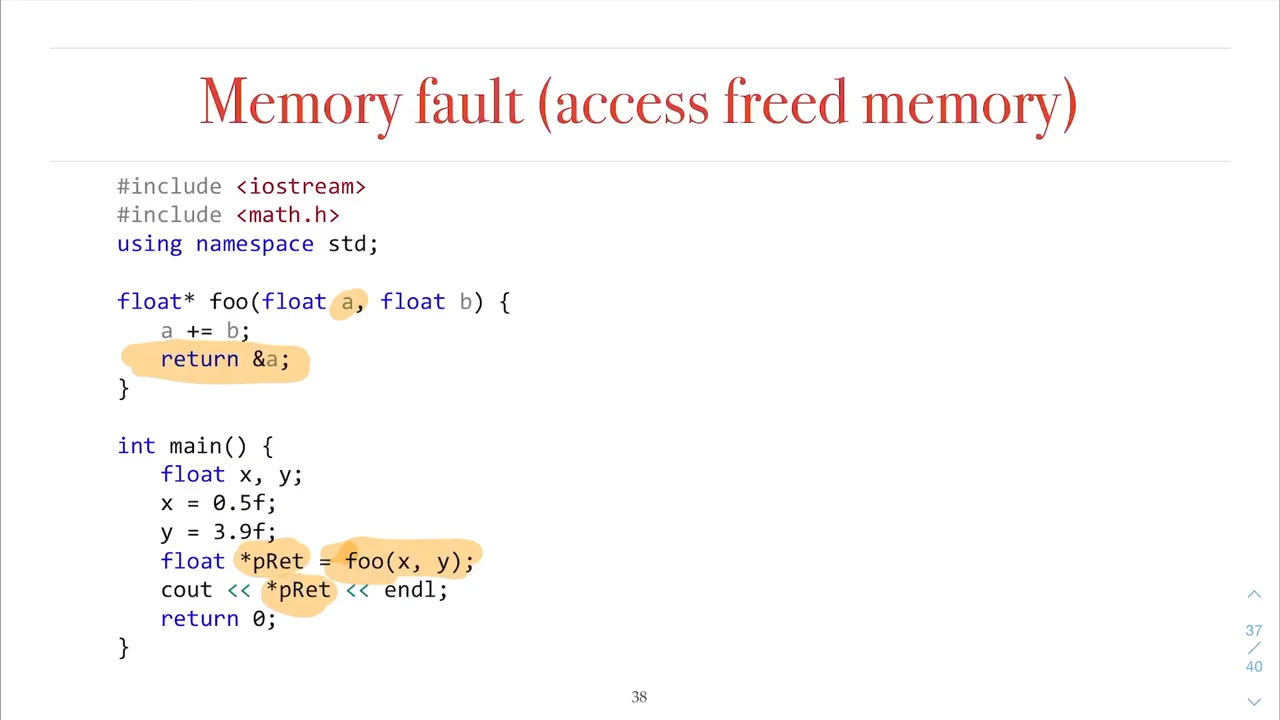 Memory fault (access freed memory)
#include <iostream>
#include <math.h>
using namespace std;
float* foo(float a, float b) {
a += b;
return &a;
}
int main() {
float x, y;
x = 0.5f;
y = 3.9f;
float *pRet = foo(x, y);
cout << *pRet << endl;
return 0;
}
37
/
40
38